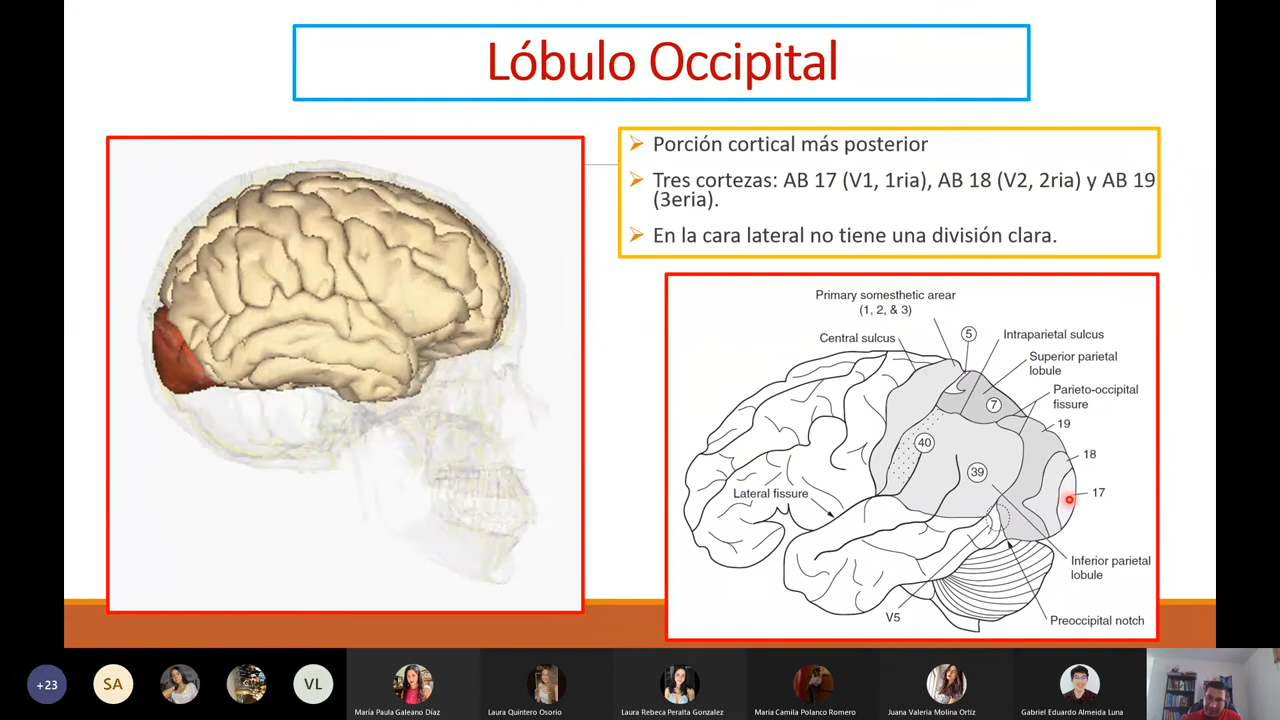 Lóbulo Occipital
Porción cortical más posterior
Tres cortezas: AB 17 (V1, 1ria), AB 18 (V2, 2ria) y AB 19
(3eria).
En la cara lateral no tiene una división clara.
Primary somesthetic arear
(1, 2, & 3)
Central sulcus
5
Intraparietal sulcus
Superior parietal
lobule
Parieto-occipital
fissure
7
19
40
18
39
17
Lateral fissure
Inferior parietal
lobule
V5
Preoccipital notch
+23
SA
VL
María Paula Galeano Díaz
Laura Quintero Osorio
Laura Rebeca Peralta Gonzalez
Maria Camila Polanco Romero
Juana Valeria Molina Ortiz
Gabriel Eduardo Almeida Luna